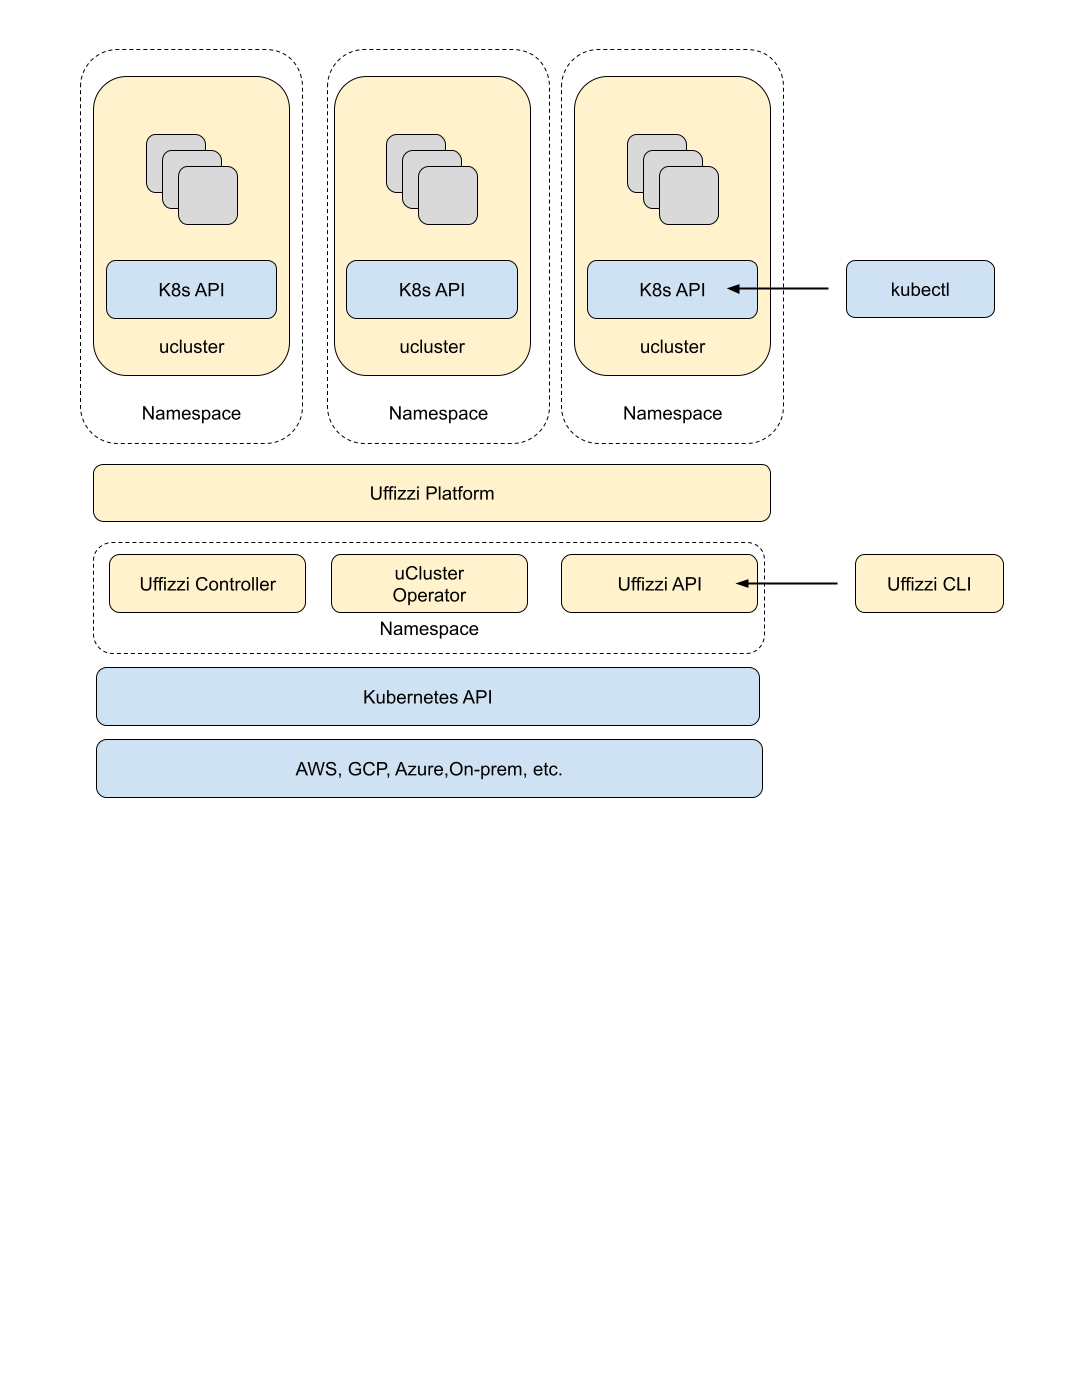 K8s API
K8s API
K8s API
kubectl
ucluster
ucluster
ucluster
Namespace
Namespace
Namespace
Uffizzi Platform
Uffizzi Controller
uCluster
Operator
Uffizzi API
Uffizzi CLI
Namespace
Kubernetes API
AWS, GCP, Azure,On-prem, etc.